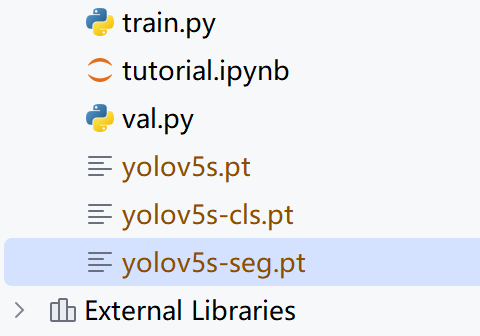 train.py
tutorial.ipynb
val.py
yolov5s.pt
yolov5s-cls.pt
yolov5s-seg.pt
External Libraries